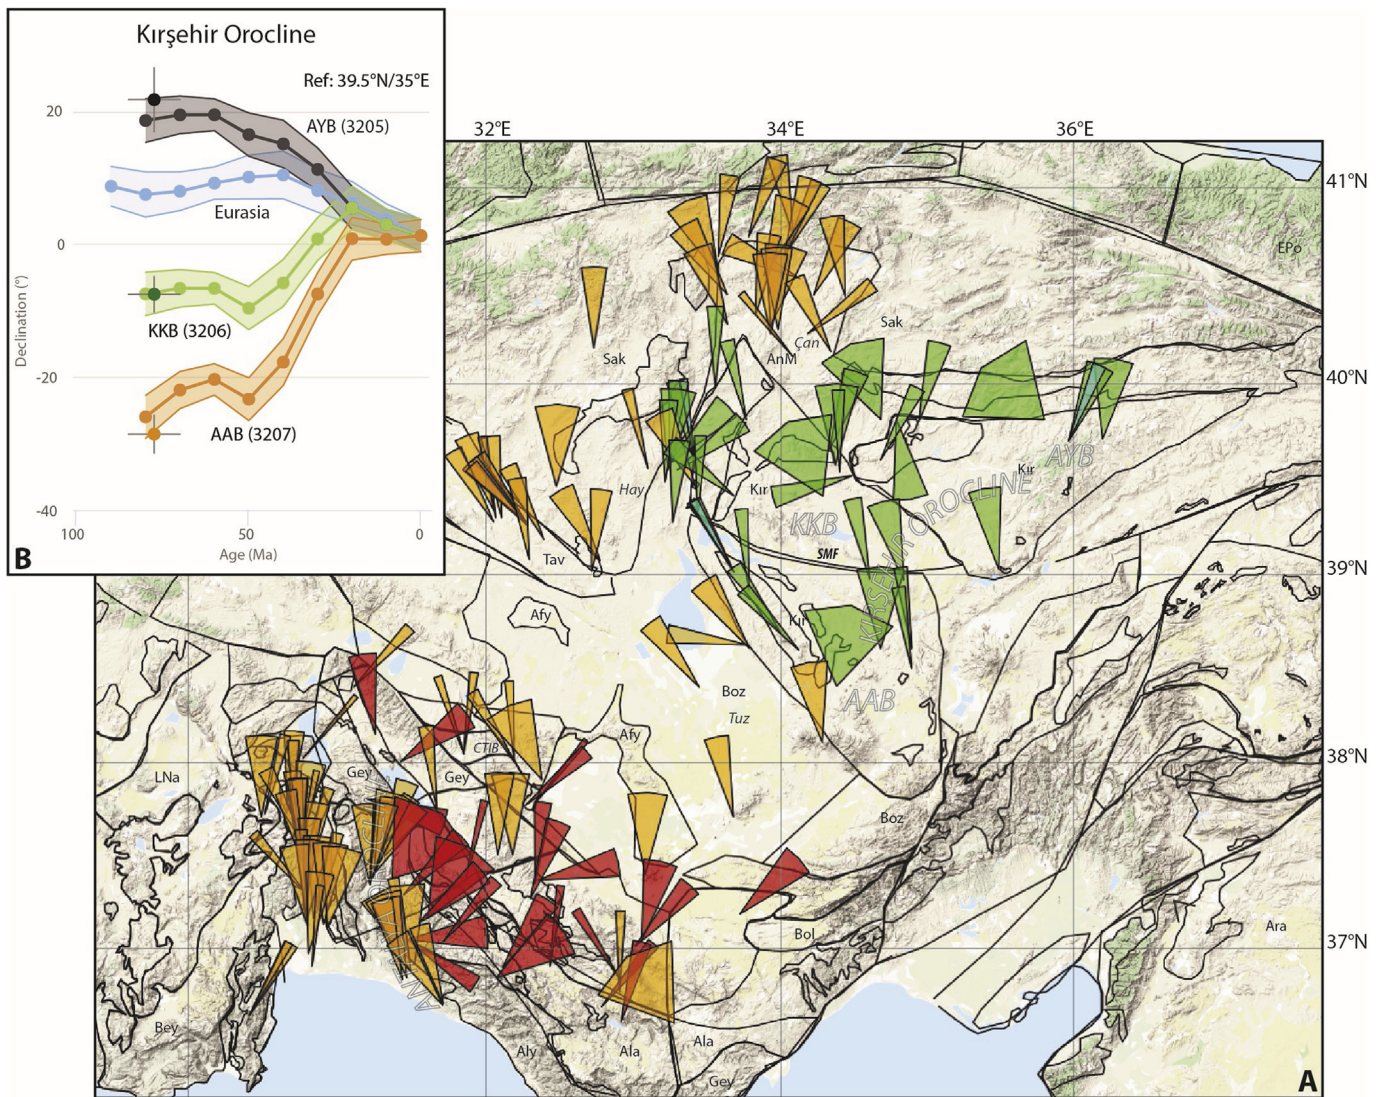 Kırşehir Orocline
Ref: 39.5°N/35°E
20
AYB (3205)
Eurasia
0
KKB (3206)
-20
AAB (3207)
-40
100
50
0
Age (Ma)
Declination (°)
B
32°E
34°E
36°E
41°N
40°N
39°N
38°N
37°N
EPo
Sak
Çan
Sak
AnM
AYB
Kır
Hay
Kır
KKB
KIRŞEHIR OROCLINE
SMF
Tav
Afy
Kır
Boz
AAB
Tuz
Afy
CTIB
LNa
Gey
Gey
Boz
Bol
Ara
Bey
Aly
Ala
Ala
Gey
A